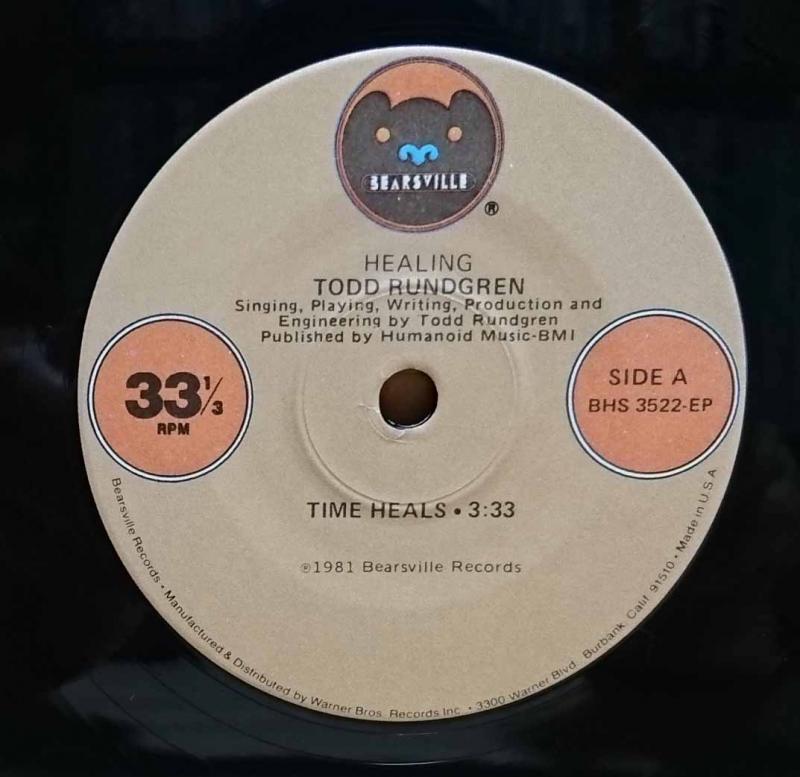 BEARSVILLE
®
HEALING
TODD RUNDGREN
Singing, Playing, Writing, Production and
Engineering by Todd Rundgren
Published by Humanoid Music-BMI
33 1/3
RPM
SIDE A
BHS 3522-EP
TIME HEALS • 3:33
℗1981 Bearsville Records
Bearsville Records • Manufactured & Distributed by Warner Bros. Records Inc. • 3300 Warner Blvd. Burbank, Calif. 91510 • Made in U.S.A.